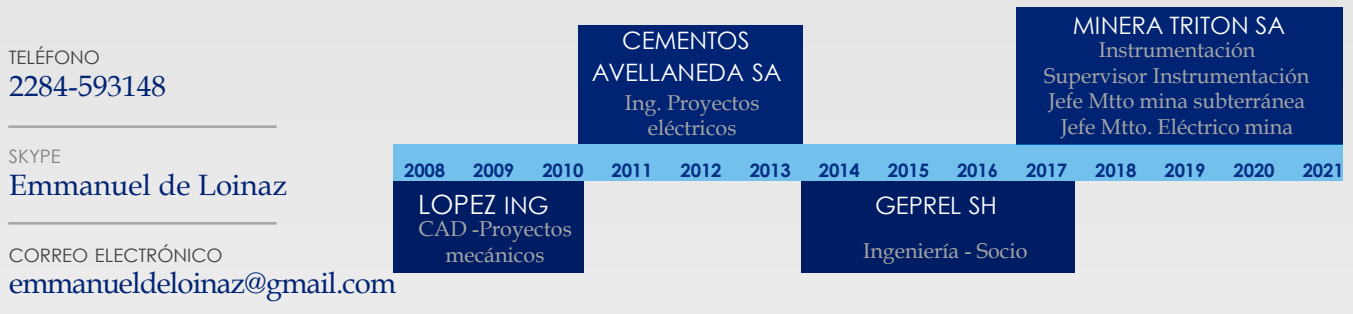 TELÉFONO
2284-593148
SKYPE
Emmanuel de Loinaz
CORREO ELECTRÓNICO
emmanueldeloinaz@gmail.com
CEMENTOS
AVELLANEDA SA
Ing. Proyectos
eléctricos
MINERA TRITON SA
Instrumentación
Supervisor Instrumentación
Jefe Mtto mina subterránea
Jefe Mtto. Eléctrico mina
2008 2009 2010 2011 2012 2013 2014 2015 2016 2017 2018 2019 2020 2021
LOPEZ ING
CAD -Proyectos
mecánicos
GEPREL SH
Ingeniería - Socio